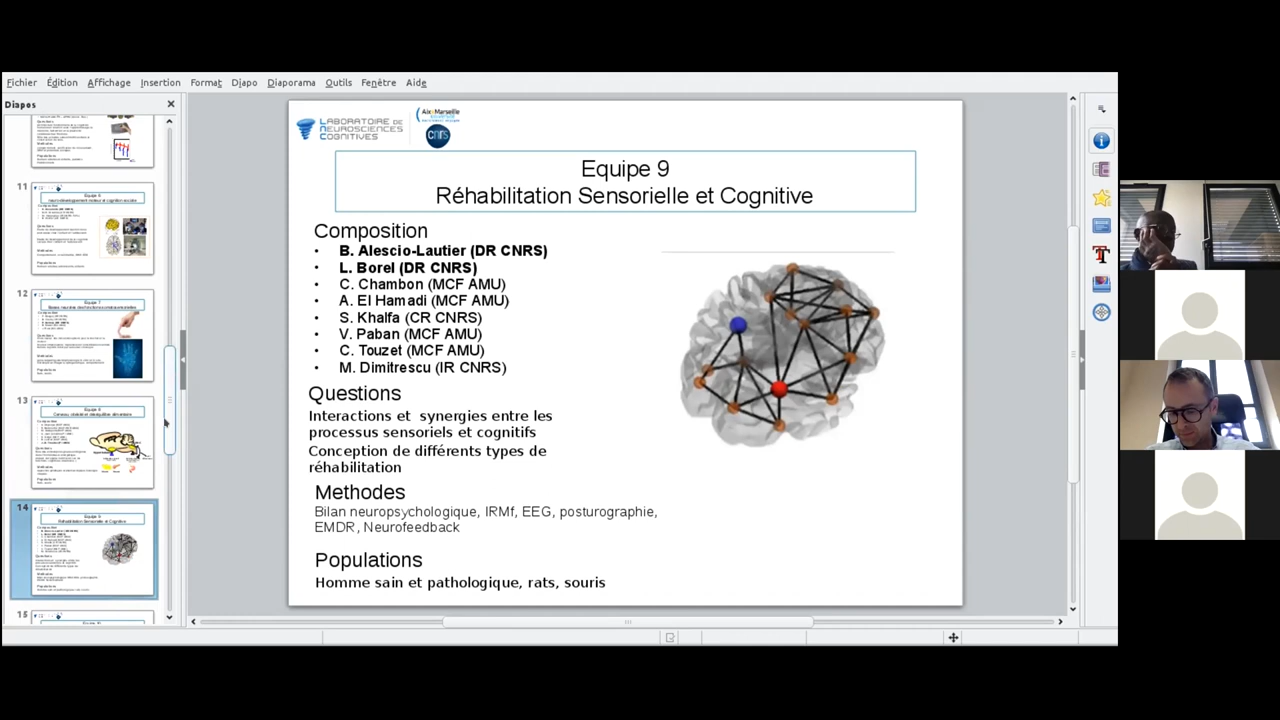 Fichier Édition Affichage Insertion Format Diapo Diaporama Outils Fenêtre Aide
Diapos
11
12
13
14
15
LABORATOIRE DE
NEUROSCIENCES
COGNITIVES
Aix Marseille
cnrs
Equipe 9
Réhabilitation Sensorielle et Cognitive
Composition
• B. Alescio-Lautier (DR CNRS)
• L. Borel (DR CNRS)
• C. Chambon (MCF AMU)
• A. El Hamadi (MCF AMU)
• S. Khalfa (CR CNRS)
• V. Paban (MCF AMU)
• C. Touzet (MCF AMU)
• M. Dimitrescu (IR CNRS)
Questions
Interactions et synergies entre les
processus sensoriels et cognitifs
de différents types de
Methodes
Bilan neuropsychologique, IRMf, EEG, posturographie,
EMDR, Neurofeedback
Populations
Homme sain et pathologique, rats, souris